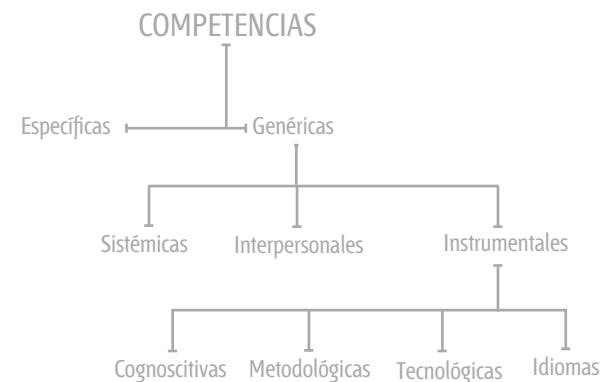 COMPETENCIAS
Específicas Genéricas
Sistémicas Interpersonales Instrumentales
Cognoscitivas Metodológicas Tecnológicas Idiomas